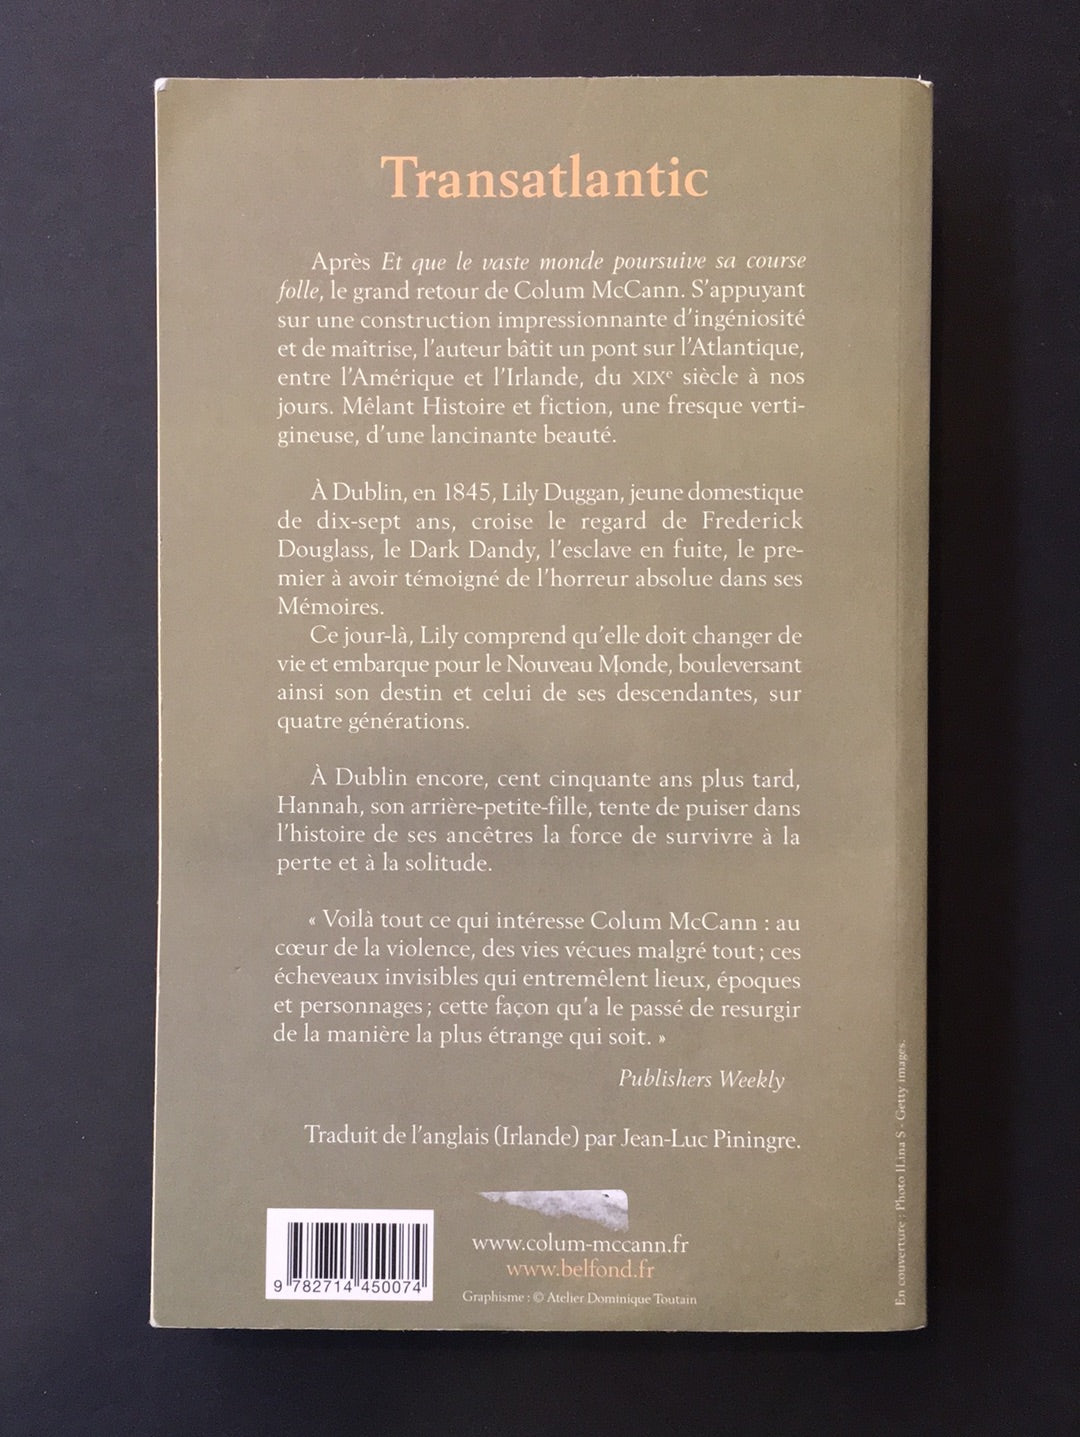 Transatlantic
Après Et que le vaste monde poursuive sa course
folle, le grand retour de Colum McCann. S'appuyant
sur une construction impressionnante d'ingéniosité
et de maîtrise, l'auteur bâtit un pont sur l'Atlantique,
entre l'Amérique et l'Irlande, du XIXe siècle à nos
jours. Mêlant Histoire et fiction, une fresque verti-
gineuse, d'une lancinante beauté.
À Dublin, en 1845, Lily Duggan, jeune domestique
de dix-sept ans, croise le regard de Frederick
Douglass, le Dark Dandy, l'esclave en fuite, le pre-
mier à avoir témoigné de l'horreur absolue dans ses
Mémoires.
Ce jour-là, Lily comprend qu'elle doit changer de
vie et embarque pour le Nouveau Monde, bouleversant
ainsi son destin et celui de ses descendantes, sur
quatre générations.
À Dublin encore, cent cinquante ans plus tard,
Hannah, son arrière-petite-fille, tente de puiser dans
l'histoire de ses ancêtres la force de survivre à la
perte et à la solitude.
« Voilà tout ce qui intéresse Colum McCann : au
cœur de la violence, des vies vécues malgré tout ; ces
écheveaux invisibles qui entremêlent lieux, époques
et personnages ; cette façon qu'a le passé de resurgir
de la manière la plus étrange qui soit. »
Publishers Weekly
Traduit de l'anglais (Irlande) par Jean-Luc Piningre.
www.colum-mccann.fr
www.belfond.fr
Graphisme : © Atelier Dominique Toutain
9 782714 450074
En couverture : Photo ILina S - Getty images.